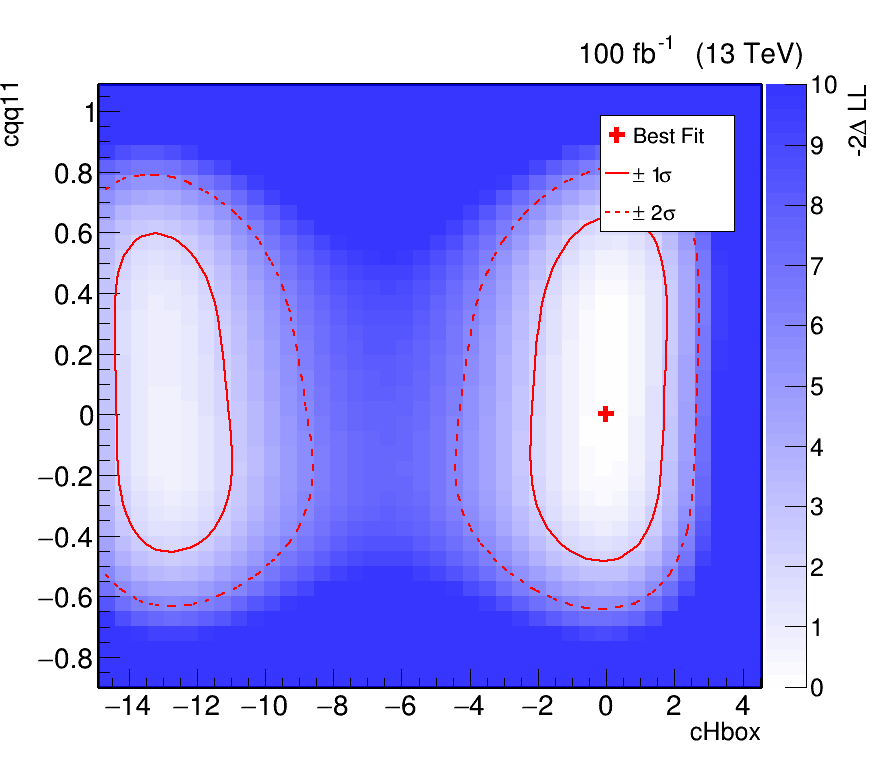 100 fb-1 (13 TeV)
cqq11
1
0.8
0.6
0.4
0.2
0
−0.2
−0.4
−0.6
−0.8
Best Fit
± 1σ
± 2σ
10
9
8
7
6
5
4
3
2
1
0
-2Δ LL
−14 −12 −10 −8 −6 −4 −2 0 2 4
cHbox